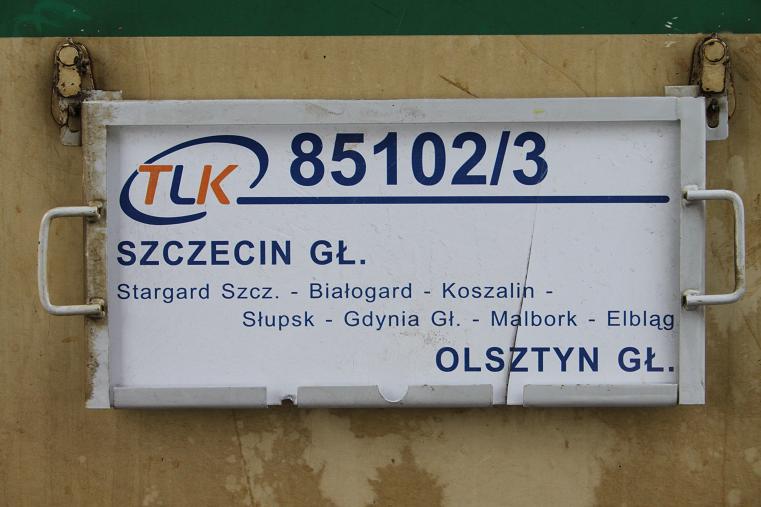 TLK 85102/3
SZCZECIN GŁ.
Stargard Szcz. - Białogard - Koszalin -
Słupsk - Gdynia Gł. - Malbork - Elbląg
OLSZTYN GŁ.